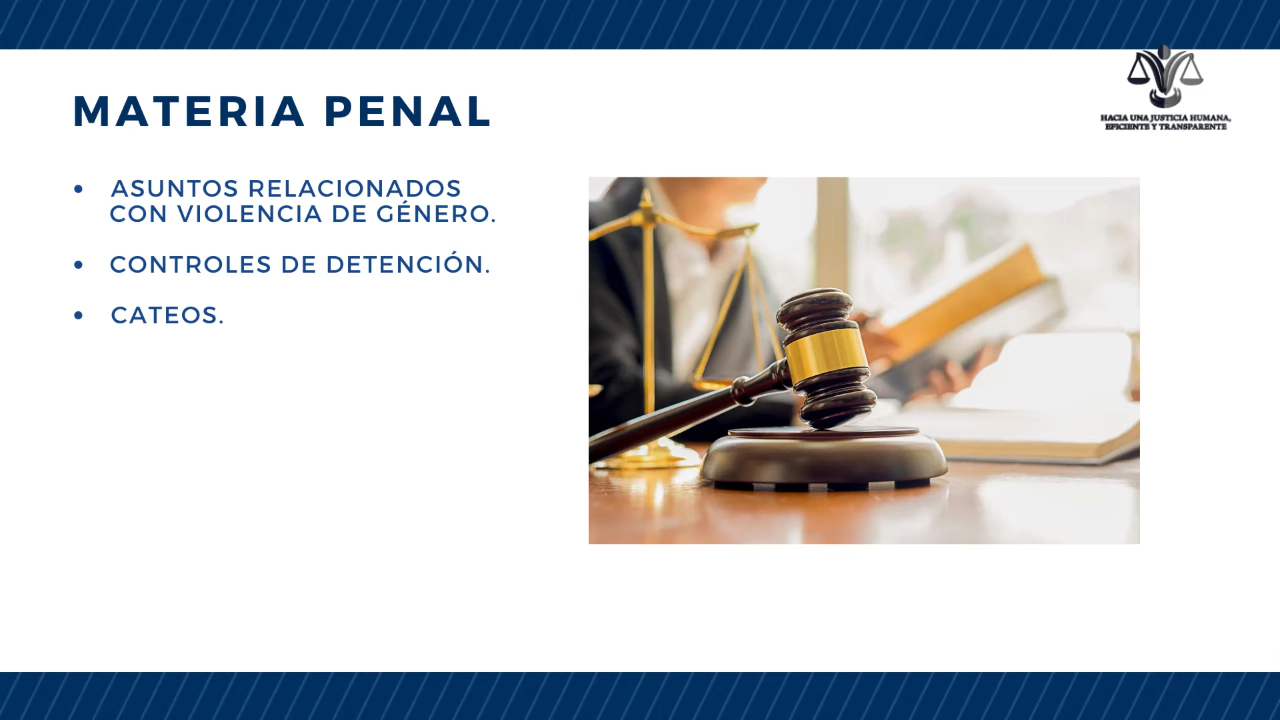 HACIA UNA JUSTICIA HUMANA,
EFICIENTE Y TRANSPARENTE
MATERIA PENAL
• ASUNTOS RELACIONADOS
CON VIOLENCIA DE GÉNERO.
• CONTROLES DE DETENCIÓN.
• CATEOS.